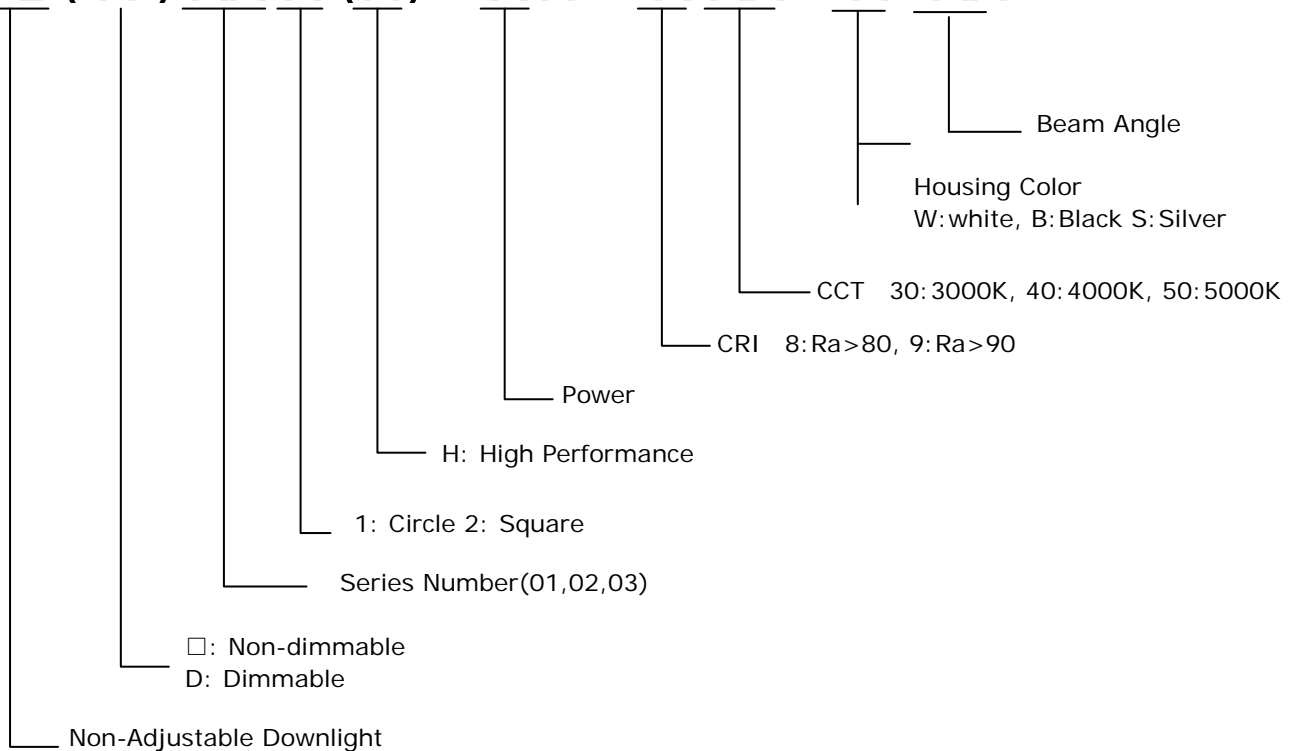 Beam Angle
Housing Color
W:white, B:Black S:Silver
CCT 30:3000K, 40:4000K, 50:5000K
CRI 8:Ra>80, 9:Ra>90
Power
H: High Performance
1: Circle 2: Square
Series Number(01,02,03)
□: Non-dimmable
D: Dimmable
Non-Adjustable Downlight